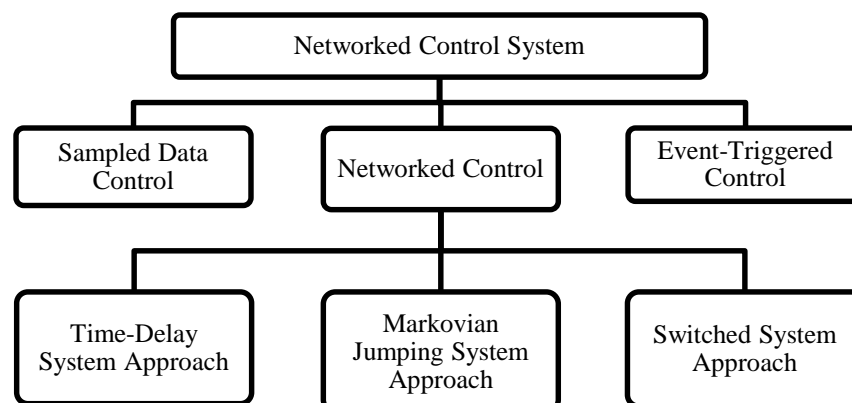 Networked Control System
Sampled Data
Control
Networked Control
Event-Triggered
Control
Time-Delay
System Approach
Markovian
Jumping System
Approach
Switched System
Approach